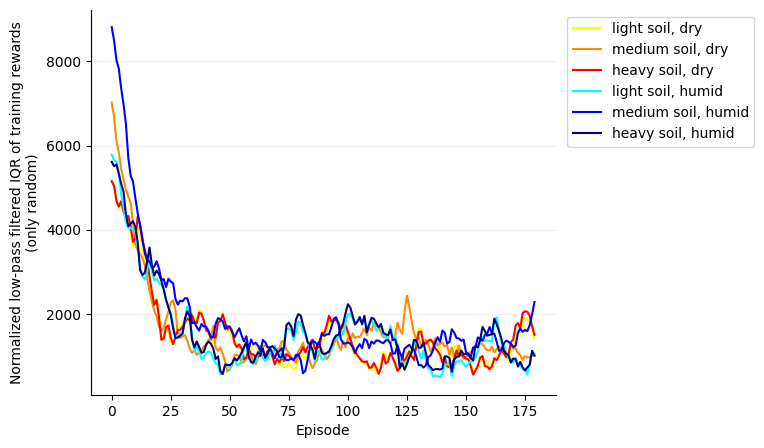 Normalized low-pass filtered IQR of training rewards
(only random)
8000
6000
4000
2000
0
25
50
75
100
125
150
175
Episode
light soil, dry
medium soil, dry
heavy soil, dry
light soil, humid
medium soil, humid
heavy soil, humid